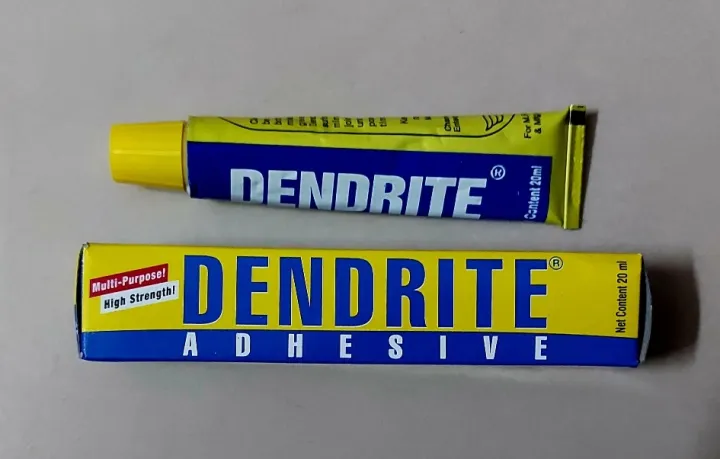 DENDRITE®
Content 20ml
Multi-Purpose!
High Strength!
DENDRITE®
ADHESIVE
Net Content 20 ml